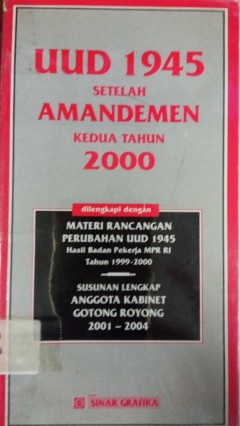 UUD 1945
SETELAH
AMANDEMEN
KEDUA TAHUN
2000
dilengkapi dengan
MATERI RANCANGAN
PERUBAHAN UUD 1945
Hasil Badan Pekerja MPR RI
Tahun 1999-2000
SUSUNAN LENGKAP
ANGGOTA KABINET
GOTONG ROYONG
2001 – 2004
SINAR GRAFIKA